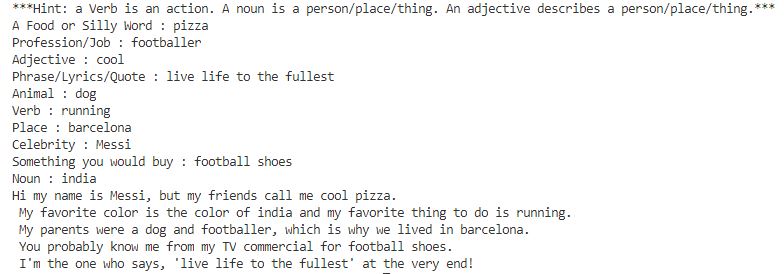 ***Hint: a Verb is an action. A noun is a person/place/thing. An adjective describes a person/place/thing.***
A Food or Silly Word : pizza
Profession/Job : footballer
Adjective : cool
Phrase/Lyrics/Quote : live life to the fullest
Animal : dog
Verb : running
Place : barcelona
Celebrity : Messi
Something you would buy : football shoes
Noun : india
Hi my name is Messi, but my friends call me cool pizza.
My favorite color is the color of india and my favorite thing to do is running.
My parents were a dog and footballer, which is why we lived in barcelona.
You probably know me from my TV commercial for football shoes.
I'm the one who says, 'live life to the fullest' at the very end!